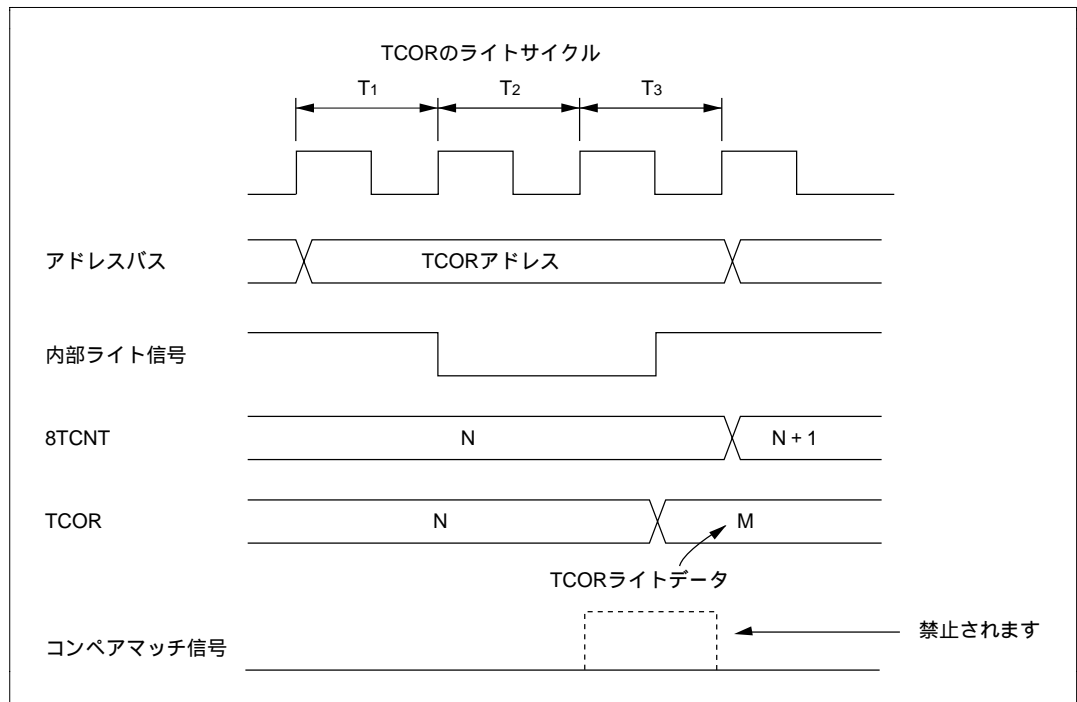 TCORのライトサイクル
T1 T2 T3
アドレスバス TCORアドレス
内部ライト信号
8TCNT N N + 1
TCOR N M
TCORライトデータ
コンペアマッチ信号 禁止されます